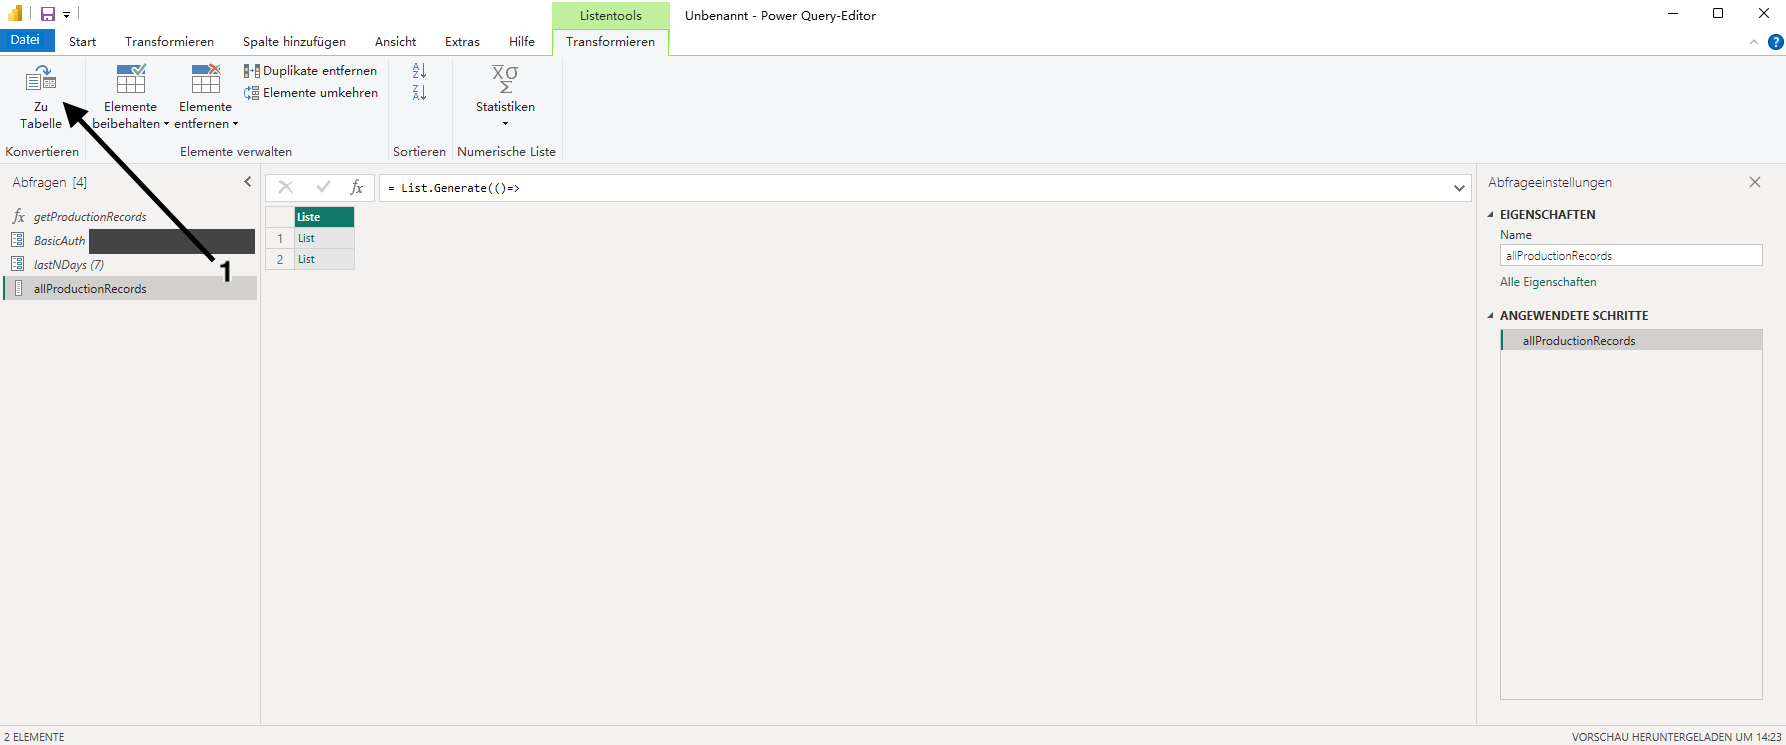 Listentools
Unbenannt - Power Query-Editor
Datei
Start
Transformieren
Spalte hinzufügen
Ansicht
Extras
Hilfe
Transformieren
?
Zu
Tabelle
Elemente
beibehalten
Elemente
entfernen
Duplikate entfernen
Elemente umkehren
A
Z
Z
A
XσΣ
Statistiken
Konvertieren
Elemente verwalten
Sortieren
Numerische Liste
Abfragen [4]
fx getProductionRecords
BasicAuth
lastNDays (7)
allProductionRecords
1
fx
= List.Generate(()=>
Liste
1 List
2 List
Abfrageeinstellungen
EIGENSCHAFTEN
Name
allProductionRecords
Alle Eigenschaften
ANGEWENDETE SCHRITTE
allProductionRecords
2 ELEMENTE
VORSCHAU HERUNTERGELADEN UM 14:23